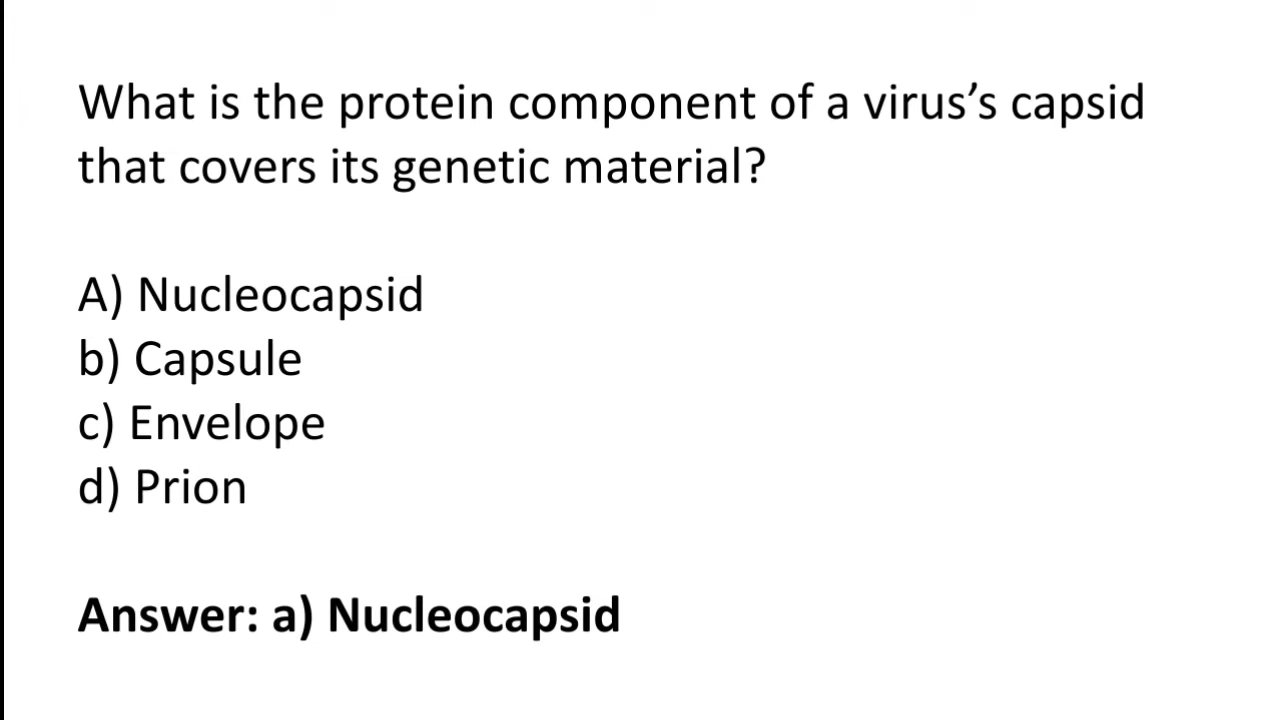 What is the protein component of a virus’s capsid
that covers its genetic material?
A) Nucleocapsid
b) Capsule
c) Envelope
d) Prion
Answer: a) Nucleocapsid